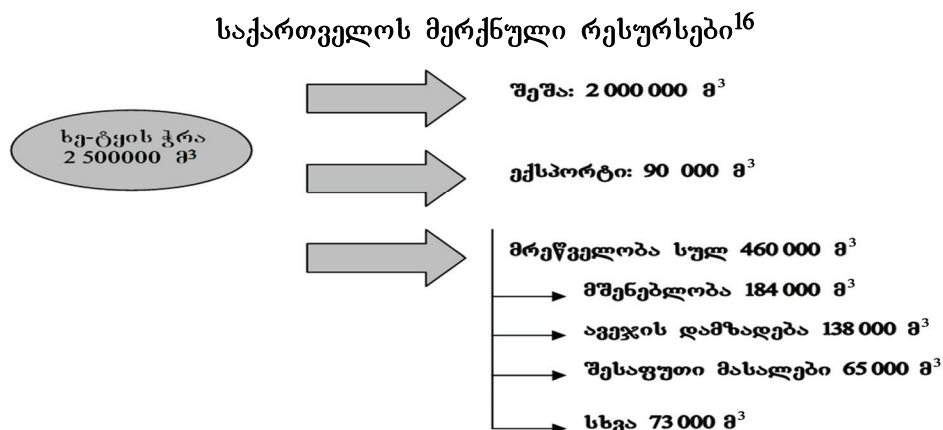 საქართველოს მერქნული რესურსები16
ხე-ტყის ჭრა
2 500000 მ3
შეშა: 2 000 000 მ3
ექსპორტი: 90 000 მ3
მრეწველობა სულ 460 000 მ3
მშენებლობა 184 000 მ3
ავეჯის დამზადება 138 000 მ3
შესაფუთი მასალები 65 000 მ3
სხვა 73 000 მ3